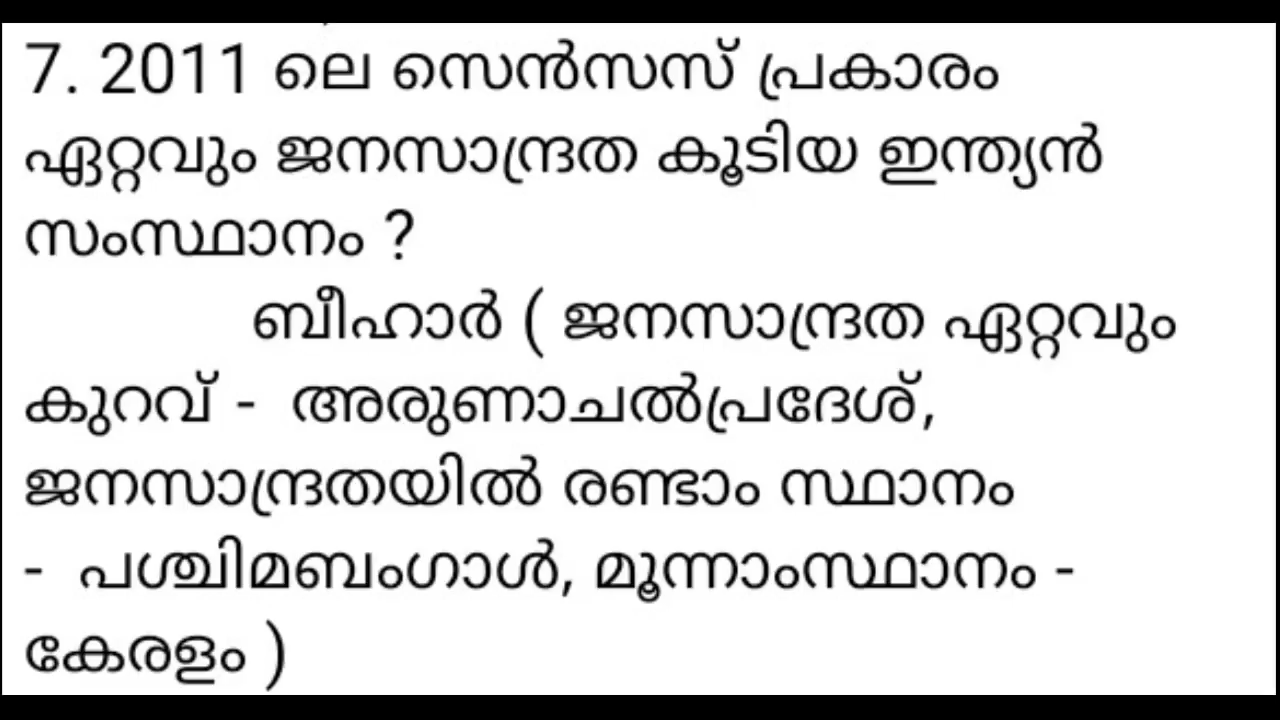 7. 2011 ലെ സെൻസസ് പ്രകാരം
ഏറ്റവും ജനസാന്ദ്രത കൂടിയ ഇന്ത്യൻ
സംസ്ഥാനം ?
ബീഹാർ ( ജനസാന്ദ്രത ഏറ്റവും
കുറവ് - അരുണാചൽപ്രദേശ്,
ജനസാന്ദ്രതയിൽ രണ്ടാം സ്ഥാനം
- പശ്ചിമബംഗാൾ, മൂന്നാംസ്ഥാനം -
കേരളം )